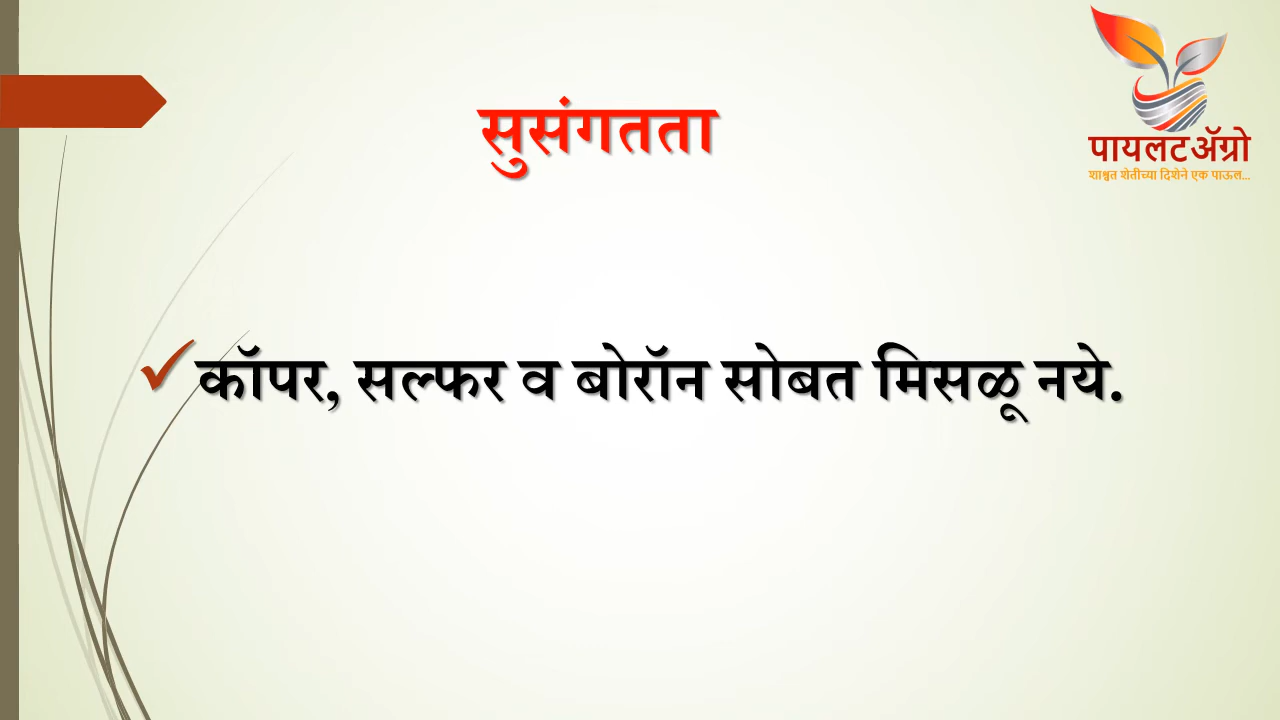 सुसंगतता
पायलटॲग्रो
शाश्वत शेतीच्या दिशेने एक पाऊल...
कॉपर, सल्फर व बोरॉन सोबत मिसळू नये.